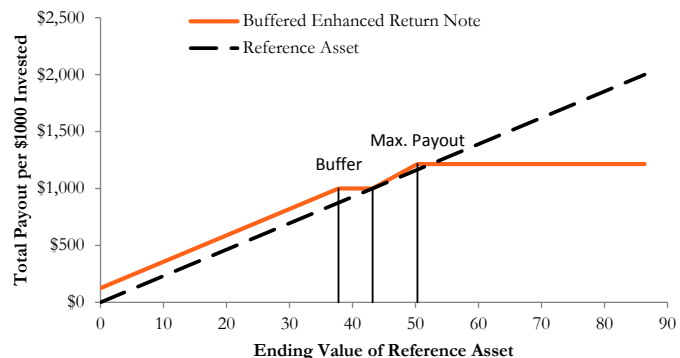 $2,500
Buffered Enhanced Return Note
Reference Asset
$2,000
$1,500
Max. Payout
Buffer
$1,000
$500
$0
0 10 20 30 40 50 60 70 80 90
Total Payout per $1000 Invested
Ending Value of Reference Asset